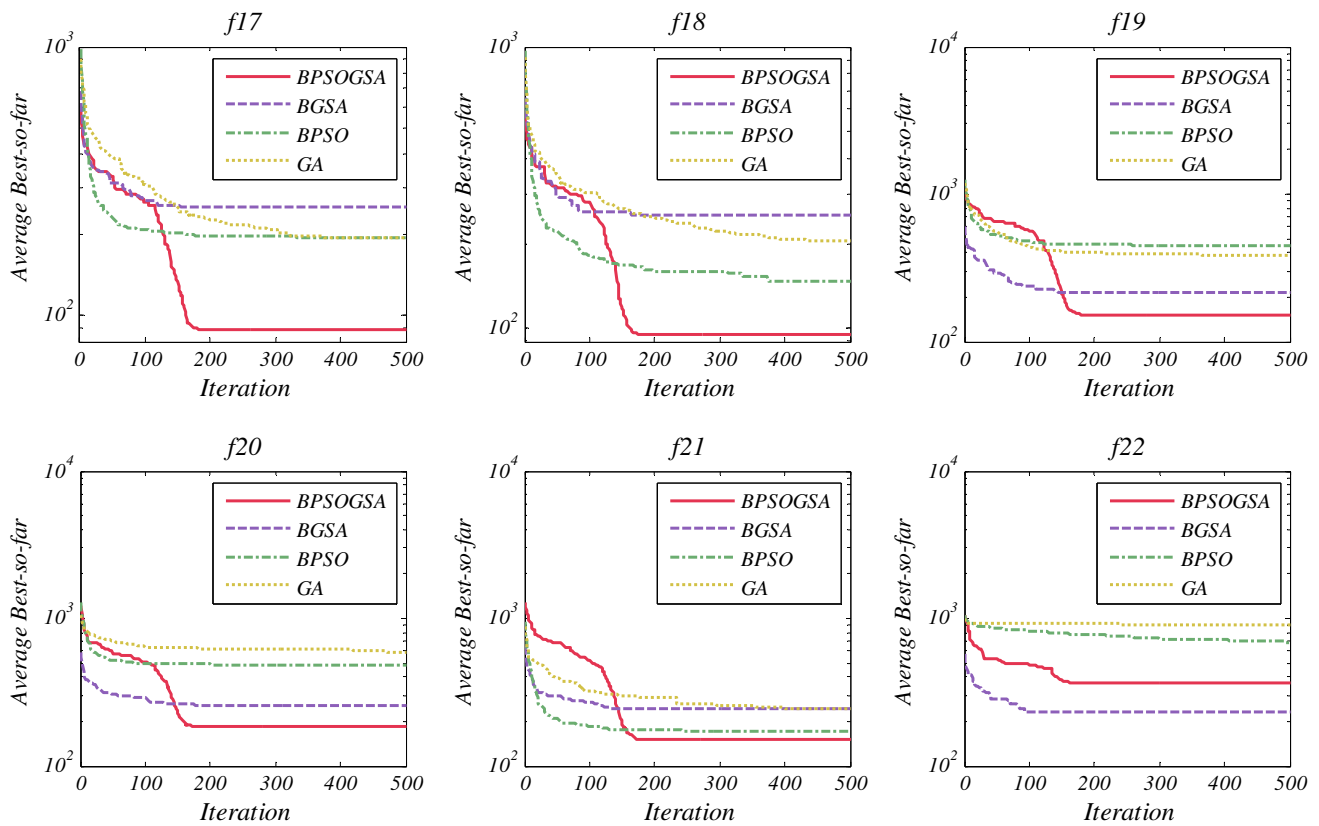 f17
10^3
10^2
Average Best-so-far
BPSOGSA
BGSA
BPSO
GA
0 100 200 300 400 500
Iteration
f18
10^3
10^2
Average Best-so-far
BPSOGSA
BGSA
BPSO
GA
0 100 200 300 400 500
Iteration
f19
10^4
10^3
10^2
Average Best-so-far
BPSOGSA
BGSA
BPSO
GA
0 100 200 300 400 500
Iteration
f20
10^4
10^3
10^2
Average Best-so-far
BPSOGSA
BGSA
BPSO
GA
0 100 200 300 400 500
Iteration
f21
10^4
10^3
10^2
Average Best-so-far
BPSOGSA
BGSA
BPSO
GA
0 100 200 300 400 500
Iteration
f22
10^4
10^3
10^2
Average Best-so-far
BPSOGSA
BGSA
BPSO
GA
0 100 200 300 400 500
Iteration